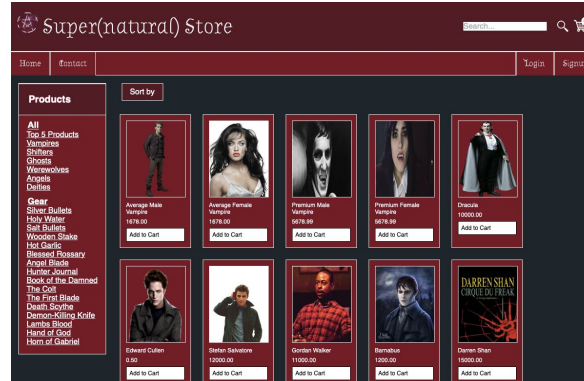 Super(natural) Store
Search...
Home
Contact
Login
Signu
Products
Sort by
All
Top 5 Products
Vampires
Shifters
Ghosts
Werewolves
Angels
Deities
Gear
Silver Bullets
Holy Water
Salt Bullets
Wooden Stake
Hot Garlic
Blessed Rossary
Angel Blade
Hunter Journal
Book of the Damned
The Colt
The First Blade
Death Scythe
Demon-Killing Knife
Lambs Blood
Hand of God
Horn of Gabriel
Average Male
Vampire
1678.00
Add to Cart
Average Female
Vampire
1678.00
Add to Cart
Premium Male
Vampire
5678.99
Add to Cart
Premium Female
Vampire
5678.99
Add to Cart
Dracula
10000.00
Add to Cart
Edward Cullen
0.50
Add to Cart
Stefan Salvatore
12000.00
Add to Cart
Gordan Walker
11000.00
Add to Cart
Barnabus
1200.00
Add to Cart
DARREN SHAN
CIRQUE DU FREAK
Darren Shan
15000.00
Add to Cart